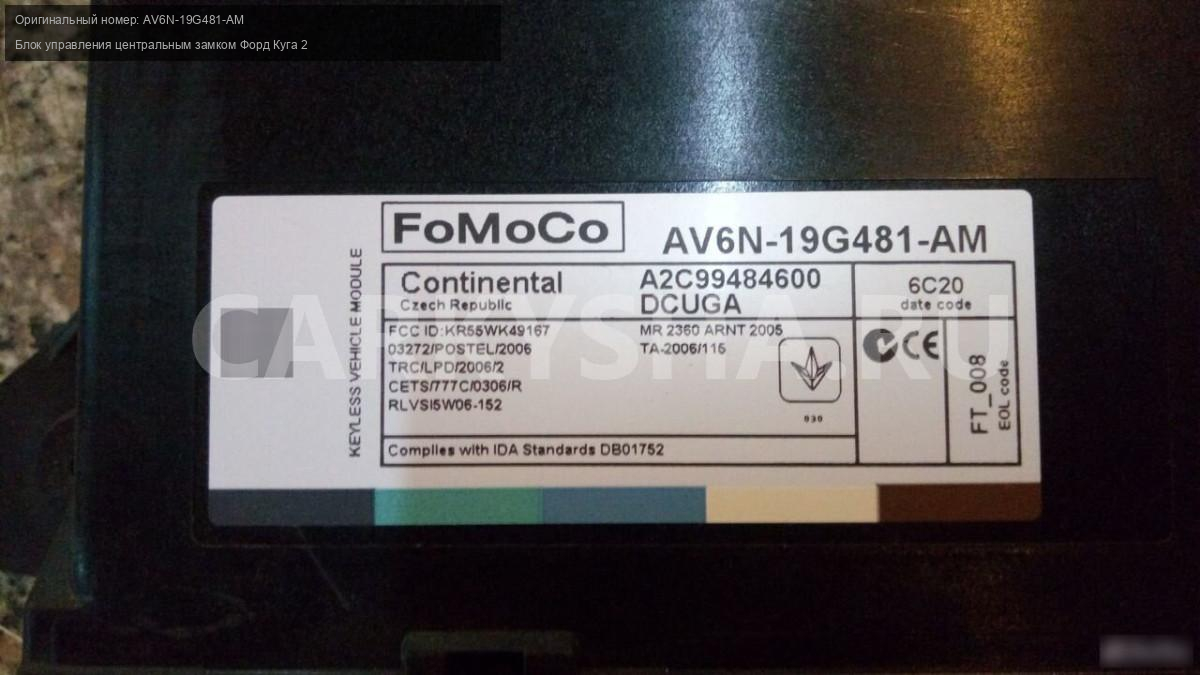 Оригинальный номер: AV6N-19G481-AM
Блок управления центральным замком Форд Куга 2
FoMoCo
AV6N-19G481-AM
KEYLESS VEHICLE MODULE
Continental
Czech Republic
A2C99484600
DCUGA
6C20
date code
FCC ID:KR55WK49167
03272/POSTEL/2006
TRC/LPD/2006/2
CETS/777C/0306/R
RLVSI5W06-152
MR 2360 ARNT 2005
TA-2006/115
030
CE
FT_008
EOL code
Complies with IDA Standards DB01752